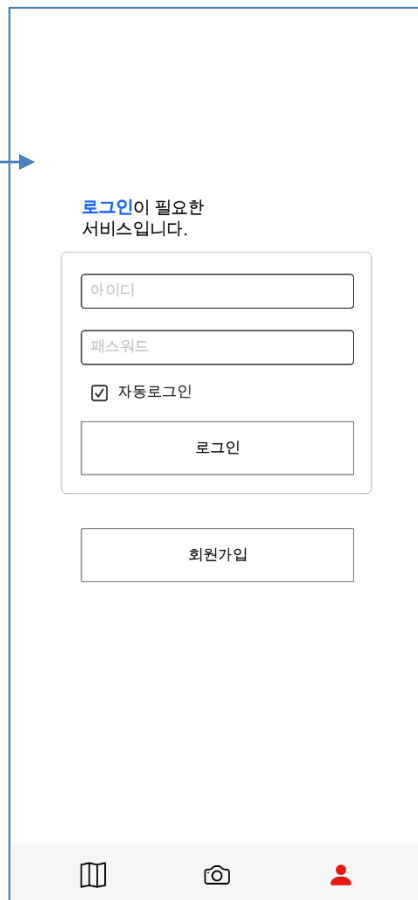 로그인이 필요한
서비스입니다.
아이디
패스워드
자동로그인
로그인
회원가입